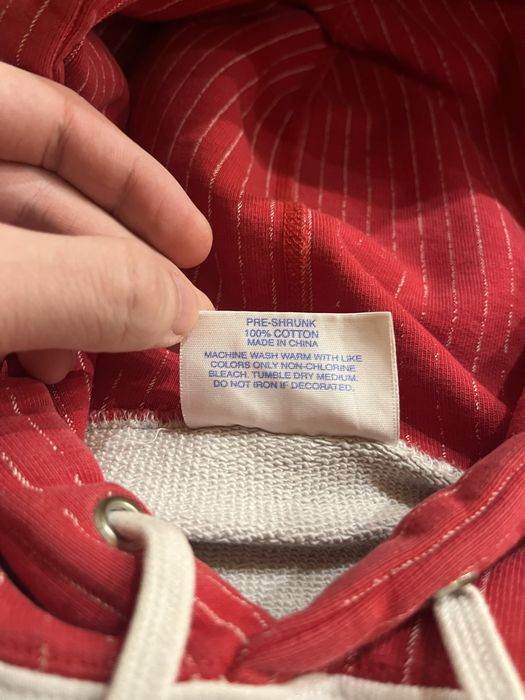 PRE-SHRUNK
100% COTTON
MADE IN CHINA
MACHINE WASH WARM WITH LIKE
COLORS ONLY NON-CHLORINE
BLEACH. TUMBLE DRY MEDIUM.
DO NOT IRON IF DECORATED.